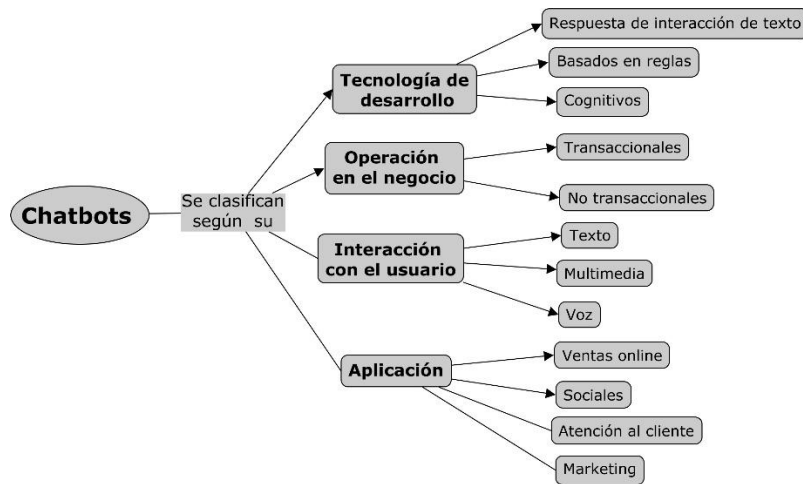 Chatbots
Se clasifican
según su
Tecnología de
desarrollo
Respuesta de interacción de texto
Basados en reglas
Cognitivos
Operación
en el negocio
Transaccionales
No transaccionales
Interacción
con el usuario
Texto
Multimedia
Voz
Aplicación
Ventas online
Sociales
Atención al cliente
Marketing